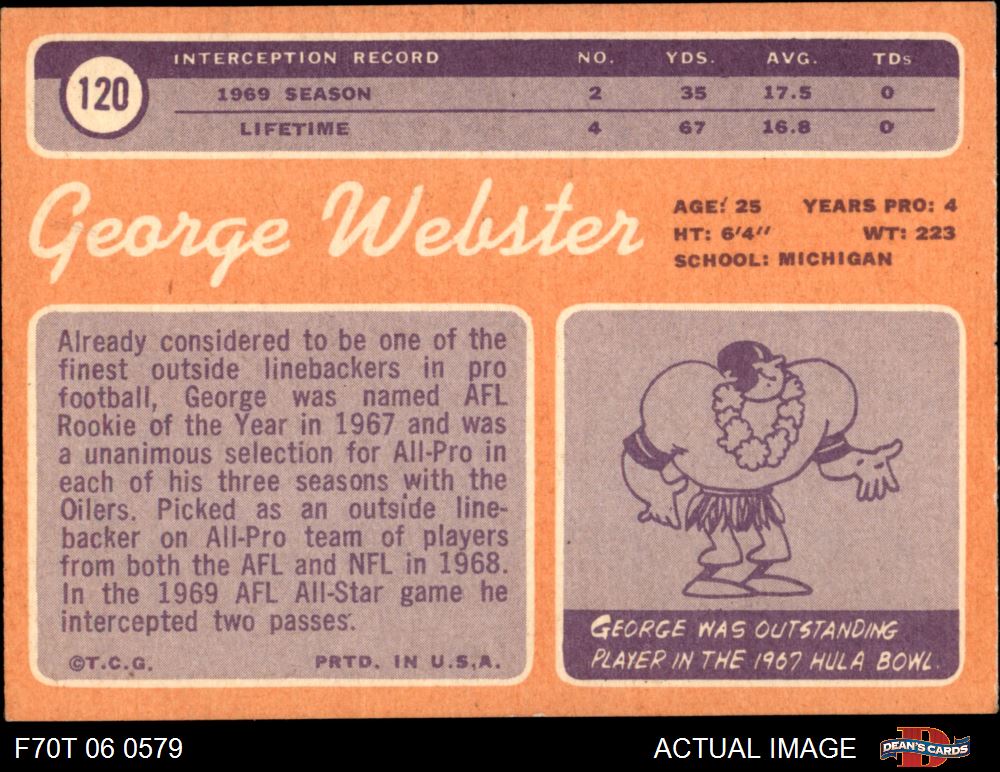 INTERCEPTION RECORD NO. YDS. AVG. TDs
120
1969 SEASON 2 35 17.5 0
LIFETIME 4 67 16.8 0
George Webster
AGE: 25 YEARS PRO: 4
HT: 6'4" WT: 223
SCHOOL: MICHIGAN
Already considered to be one of the
finest outside linebackers in pro
football, George was named AFL
Rookie of the Year in 1967 and was
a unanimous selection for All-Pro in
each of his three seasons with the
Oilers. Picked as an outside line-
backer on All-Pro team of players
from both the AFL and NFL in 1968.
In the 1969 AFL All-Star game he
intercepted two passes.
©T.C.G. PRTD. IN U.S.A.
GEORGE WAS OUTSTANDING
PLAYER IN THE 1967 HULA BOWL.
F70T 06 0579 ACTUAL IMAGE
D
DEAN'S CARDS